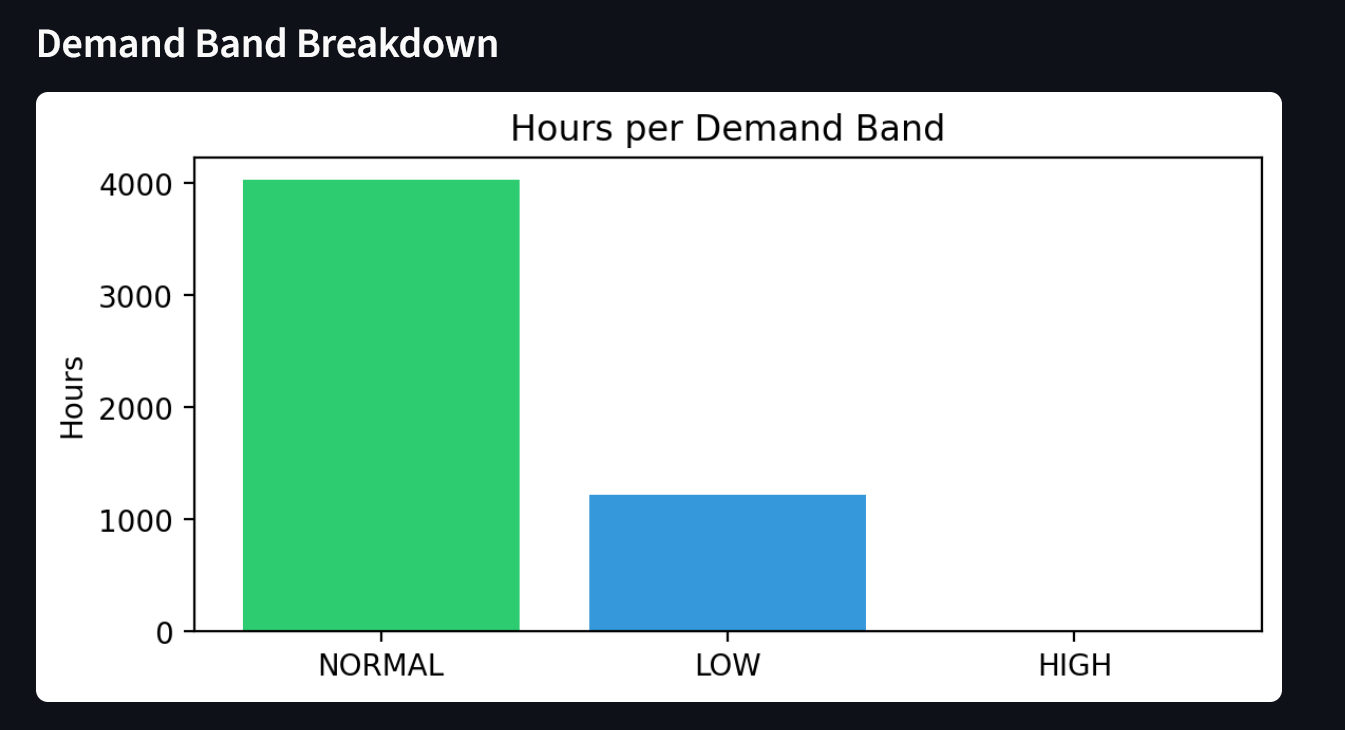 Demand Band Breakdown
Hours per Demand Band
4000
3000
2000
1000
0
Hours
NORMAL LOW HIGH